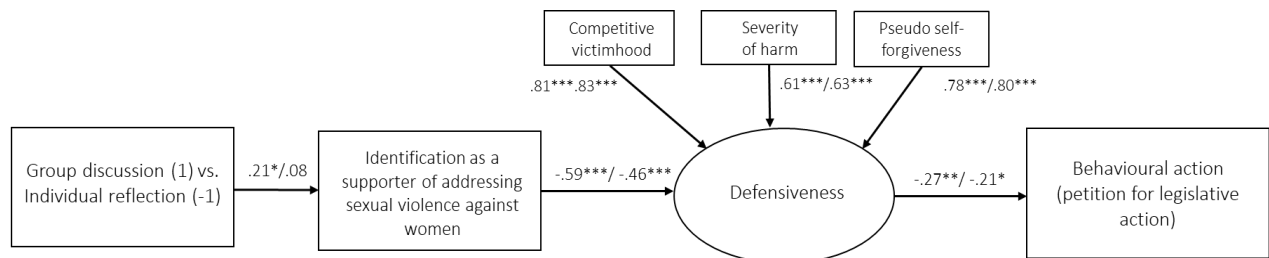 Competitive
victimhood
Severity
of harm
Pseudo self-
forgiveness
.81***.83***
.61***/.63***
.78***/.80***
Group discussion (1) vs.
Individual reflection (-1)
.21*/.08
Identification as a
supporter of addressing
sexual violence against
women
-.59***/ -.46***
Defensiveness
-.27**/ -.21*
Behavioural action
(petition for legislative
action)